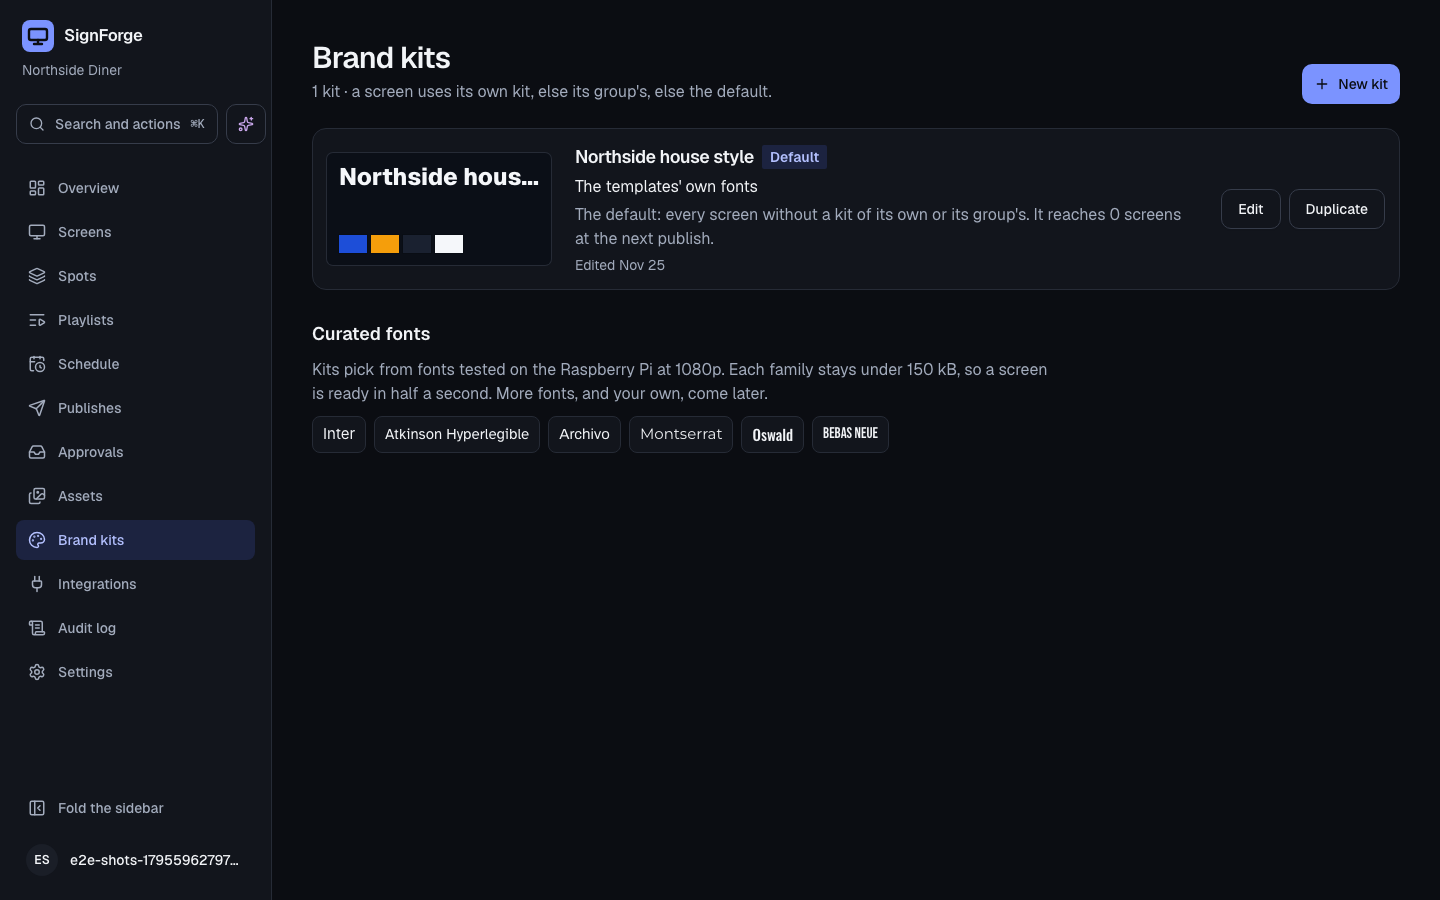 SignForge
Northside Diner
Search and actions ⌘K
Overview
Screens
Spots
Playlists
Schedule
Publishes
Approvals
Assets
Brand kits
Integrations
Audit log
Settings
Fold the sidebar
ES
e2e-shots-17955962797...
Brand kits
1 kit · a screen uses its own kit, else its group's, else the default.
New kit
Northside hous...
Northside house style Default
The templates' own fonts
The default: every screen without a kit of its own or its group's. It reaches 0 screens
at the next publish.
Edited Nov 25
Edit
Duplicate
Curated fonts
Kits pick from fonts tested on the Raspberry Pi at 1080p. Each family stays under 150 kB, so a screen
is ready in half a second. More fonts, and your own, come later.
Inter
Atkinson Hyperlegible
Archivo
Montserrat
Oswald
BEBAS NEUE